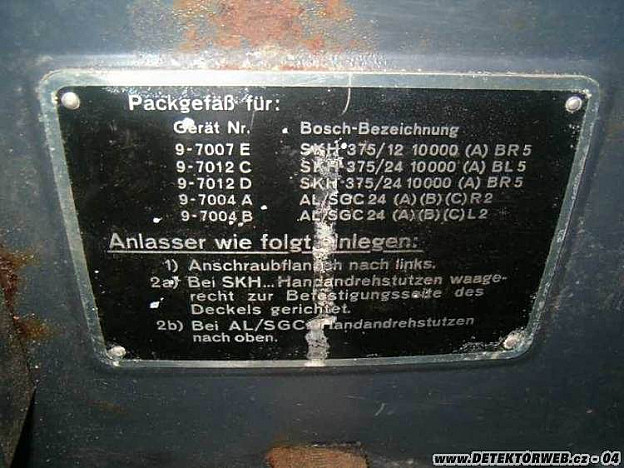 Packgefäß für:
Gerät Nr. Bosch-Bezeichnung
9-7007 E SKH 375/12 10000 (A) BR 5
9-7012 C SKH 375/24 10000 (A) BL 5
9-7012 D SKH 375/24 10000 (A) BR 5
9-7004 A AL/SGC 24 (A)(B)(C) R 2
9-7004 B AL/SGC 24 (A)(B)(C) L 2
Anlasser wie folgt einlegen:
1) Anschraubflansch nach links.
2a) Bei SKH... Handandrehstutzen waage-
recht zur Befestigungsseite des
Deckels gerichtet.
2b) Bei AL/SGC: Handandrehstutzen
nach oben.
www.DETEKTORWEB.cz - 04